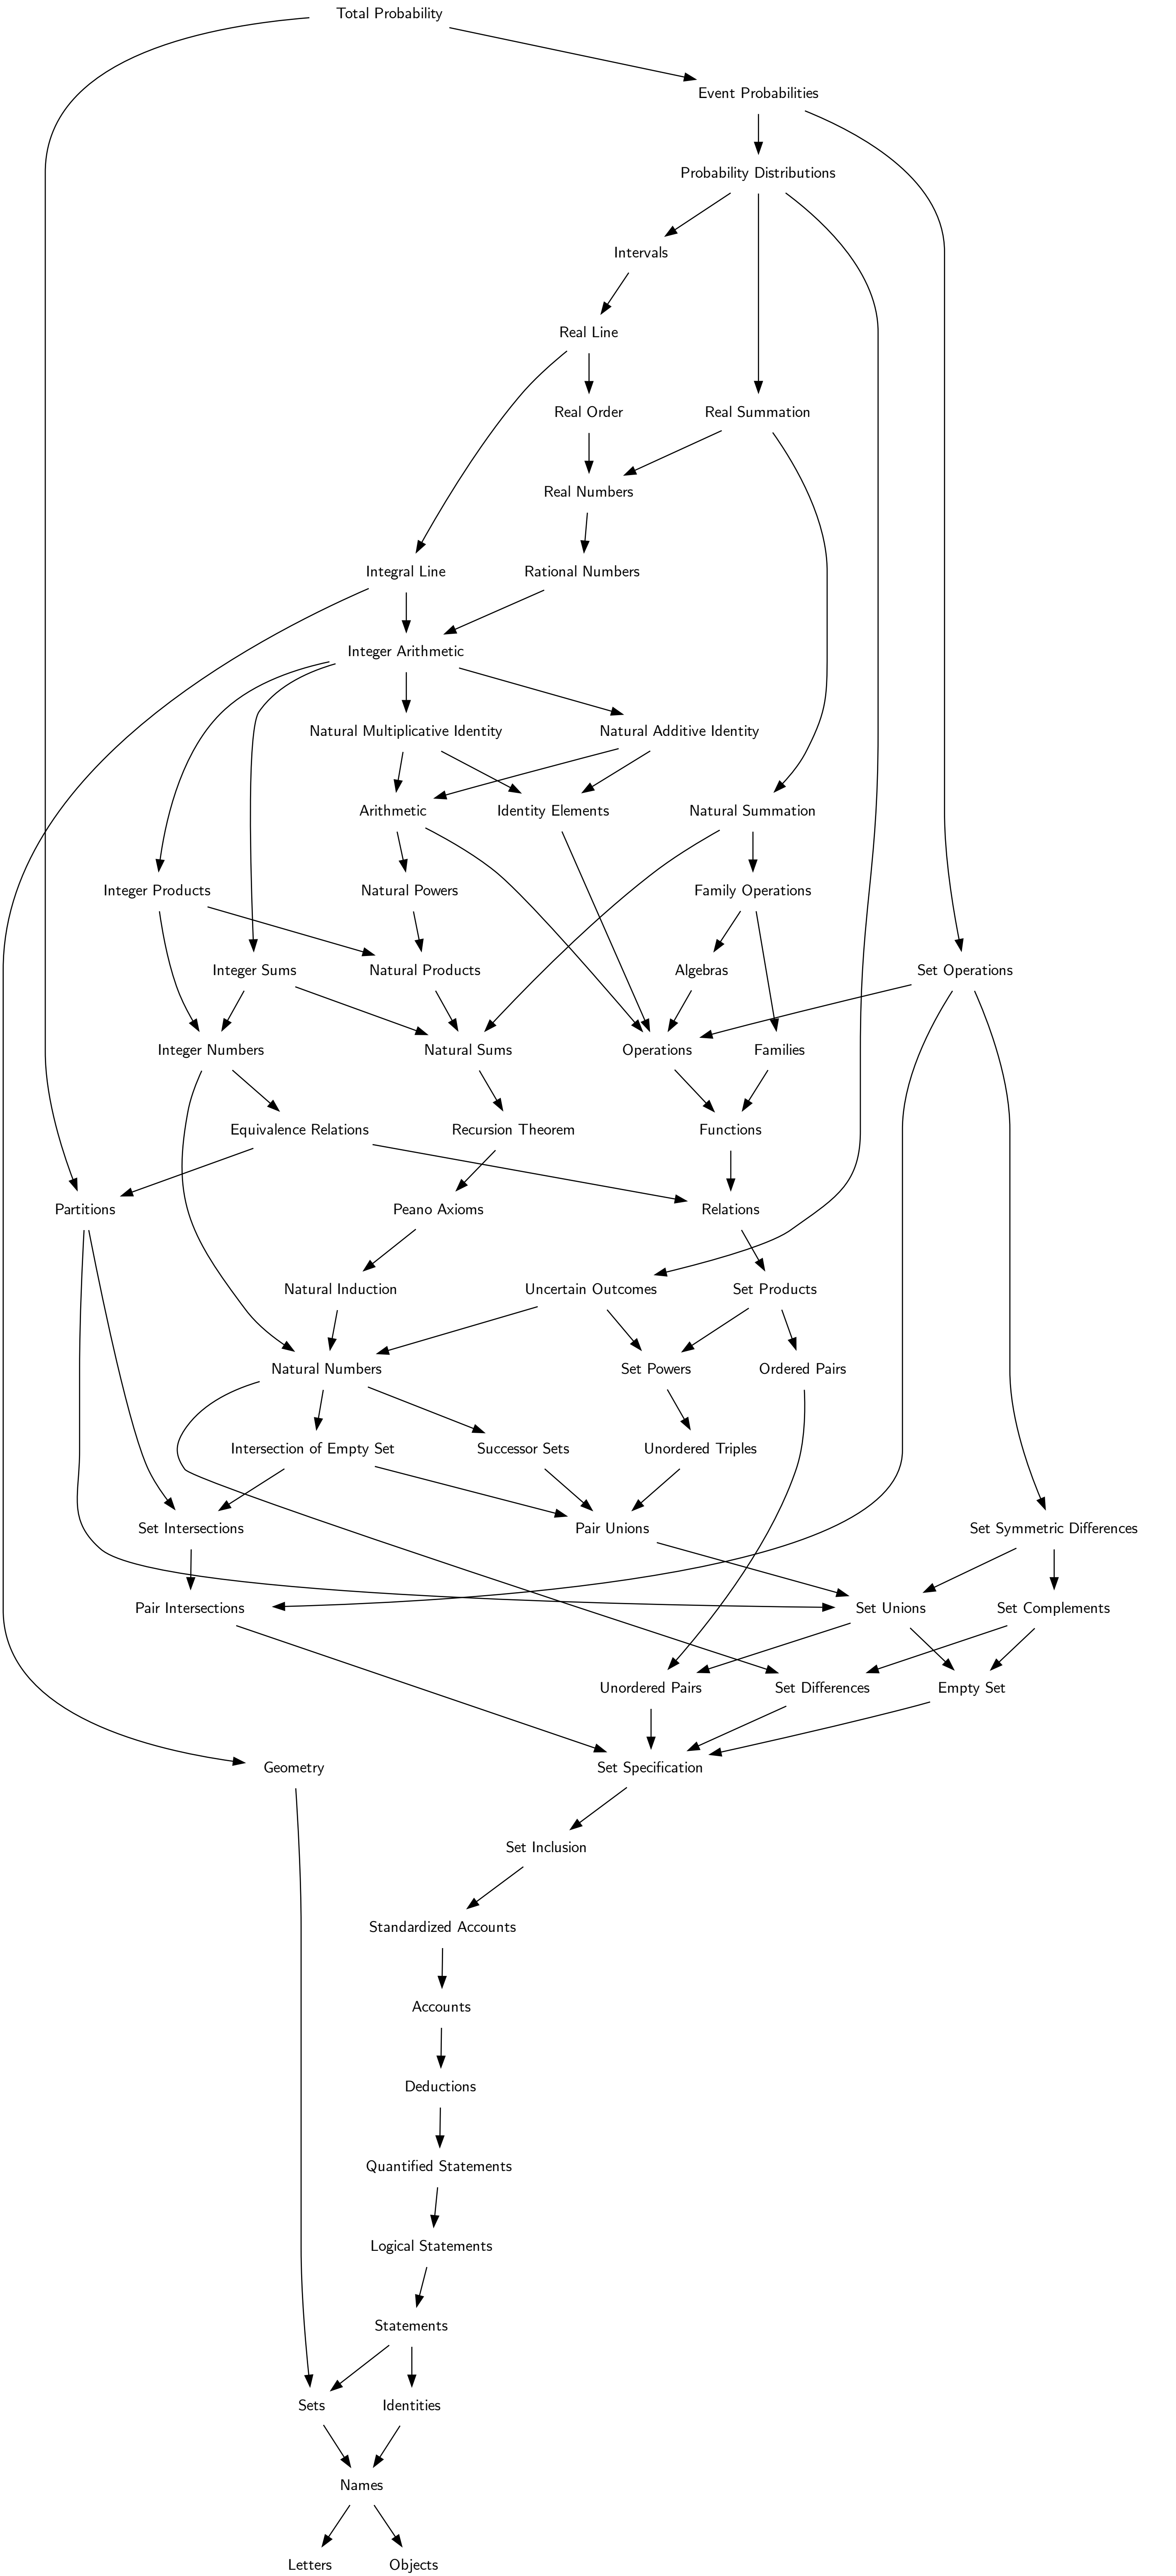 Total Probability
Event Probabilities
Probability Distributions
Intervals
Real Line
Real Order
Real Summation
Real Numbers
Integral Line
Rational Numbers
Integer Arithmetic
Natural Multiplicative Identity
Natural Additive Identity
Arithmetic
Identity Elements
Natural Summation
Integer Products
Natural Powers
Family Operations
Integer Sums
Natural Products
Algebras
Set Operations
Integer Numbers
Natural Sums
Operations
Families
Equivalence Relations
Recursion Theorem
Functions
Partitions
Peano Axioms
Relations
Natural Induction
Uncertain Outcomes
Set Products
Natural Numbers
Set Powers
Ordered Pairs
Intersection of Empty Set
Successor Sets
Unordered Triples
Set Intersections
Pair Unions
Set Symmetric Differences
Pair Intersections
Set Unions
Set Complements
Unordered Pairs
Set Differences
Empty Set
Geometry
Set Specification
Set Inclusion
Standardized Accounts
Accounts
Deductions
Quantified Statements
Logical Statements
Statements
Sets
Identities
Names
Letters
Objects